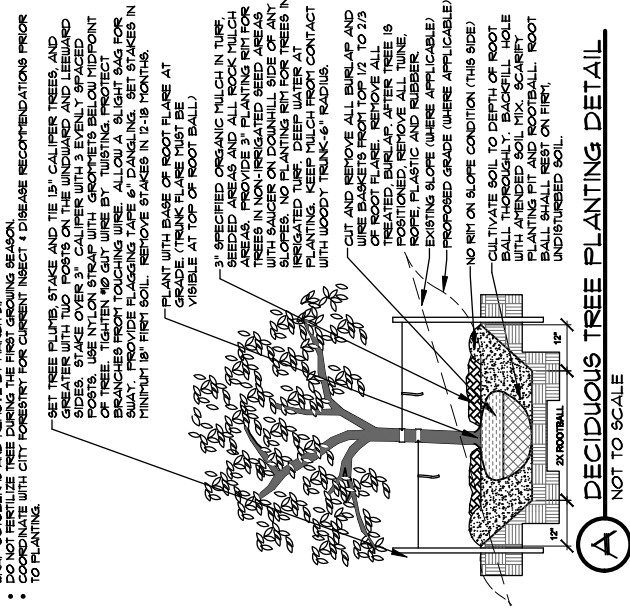 • DO NOT FERTILIZE TREE DURING THE FIRST GROWING SEASON.
• COORDINATE WITH CITY FORESTRY FOR CURRENT INSECT & DISEASE RECOMMENDATIONS PRIOR
TO PLANTING.
SET TREE PLUMB, STAKE AND TIE 1.5" CALIPER TREES, AND
GREATER WITH TWO POSTS ON THE WINDWARD AND LEEWARD
SIDES. STAKE OVER 3" CALIPER WITH 3 EVENLY SPACED
POSTS. USE NYLON STRAP WITH GROMMETS BELOW MIDPOINT
OF TREE. TIGHTEN #10 GUY WIRE BY TWISTING. PROTECT
BRANCHES FROM TOUCHING WIRE. ALLOW A SLIGHT SAG FOR
SWAY. PROVIDE FLAGGING TAPE 6" DANGLING. SET STAKES IN
MINIMUM 18" FIRM SOIL. REMOVE STAKES IN 12-18 MONTHS.
PLANT WITH BASE OF ROOT FLARE AT
GRADE. (TRUNK FLARE MUST BE
VISIBLE AT TOP OF ROOT BALL)
3" SPECIFIED ORGANIC MULCH IN TURF,
SEEDED AREAS AND ALL ROCK MULCH
AREAS. PROVIDE 3" PLANTING RIM FOR
TREES IN NON-IRRIGATED SEED AREAS
WITH SAUCER ON DOWNHILL SIDE OF ANY
SLOPES. NO PLANTING RIM FOR TREES IN
IRRIGATED TURF. DEEP WATER AT
PLANTING. KEEP MULCH FROM CONTACT
WITH WOODY TRUNK-6" RADIUS.
CUT AND REMOVE ALL BURLAP AND
WIRE BASKETS FROM TOP 1/2 TO 2/3
OF ROOT FLARE. REMOVE ALL
TREATED BURLAP. AFTER TREE IS
POSITIONED, REMOVE ALL TWINE,
ROPE, PLASTIC AND RUBBER.
EXISTING SLOPE (WHERE APPLICABLE)
PROPOSED GRADE (WHERE APPLICABLE)
NO RIM ON SLOPE CONDITION (THIS SIDE)
CULTIVATE SOIL TO DEPTH OF ROOT
BALL THOROUGHLY. BACKFILL HOLE
WITH AMENDED SOIL MIX. SCARIFY
PLANTING PIT AND ROOTBALL. ROOT
BALL SHALL REST ON FIRM,
UNDISTURBED SOIL.
12" 2X ROOTBALL 12"
A DECIDUOUS TREE PLANTING DETAIL
NOT TO SCALE